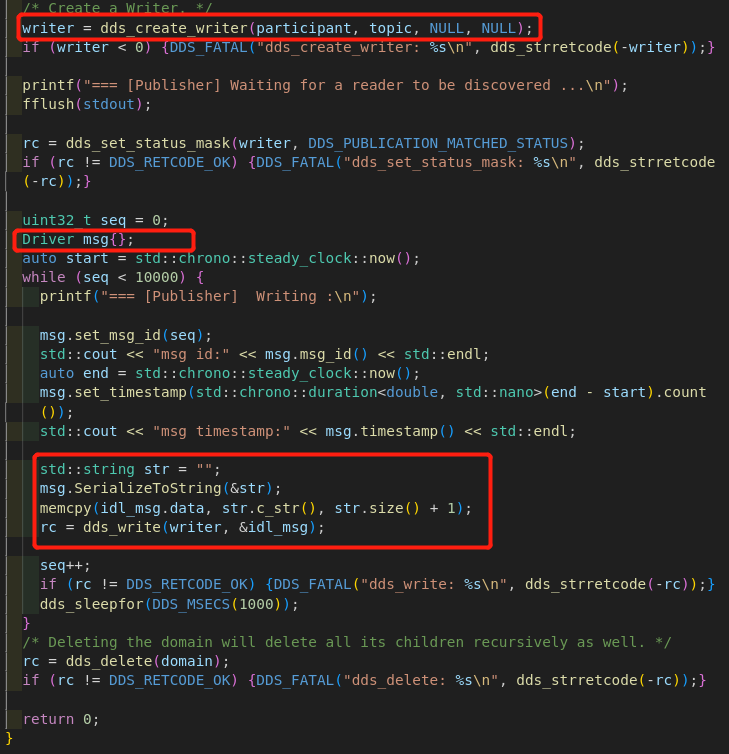 /* Create a Writer. */
writer = dds_create_writer(participant, topic, NULL, NULL);
if (writer < 0) {DDS_FATAL("dds_create_writer: %s\n", dds_strretcode(-writer));}
printf("=== [Publisher] Waiting for a reader to be discovered ...\n");
fflush(stdout);
rc = dds_set_status_mask(writer, DDS_PUBLICATION_MATCHED_STATUS);
if (rc != DDS_RETCODE_OK) {DDS_FATAL("dds_set_status_mask: %s\n", dds_strretcode
(-rc));}
uint32_t seq = 0;
Driver msg{};
auto start = std::chrono::steady_clock::now();
while (seq < 10000) {
printf("=== [Publisher]  Writing :\n");
msg.set_msg_id(seq);
std::cout << "msg id:" << msg.msg_id() << std::endl;
auto end = std::chrono::steady_clock::now();
msg.set_timestamp(std::chrono::duration<double, std::nano>(end - start).count
());
std::cout << "msg timestamp:" << msg.timestamp() << std::endl;
std::string str = "";
msg.SerializeToString(&str);
memcpy(idl_msg.data, str.c_str(), str.size() + 1);
rc = dds_write(writer, &idl_msg);
seq++;
if (rc != DDS_RETCODE_OK) {DDS_FATAL("dds_write: %s\n", dds_strretcode(-rc));}
dds_sleepfor(DDS_MSECS(1000));
}
/* Deleting the domain will delete all its children recursively as well. */
rc = dds_delete(domain);
if (rc != DDS_RETCODE_OK) {DDS_FATAL("dds_delete: %s\n", dds_strretcode(-rc));}
return 0;
}